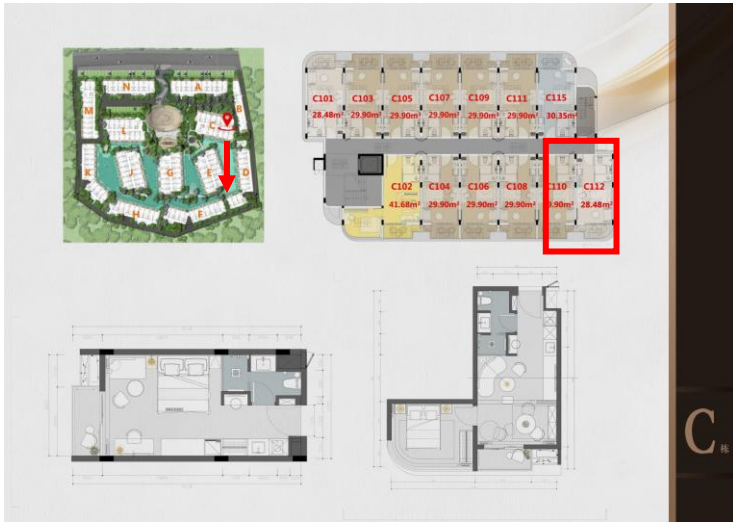 N
A
M
B
L
K
J
G
E
D
H
F
C101
C103
C105
C107
C109
C111
C115
28.48m²
29.90m²
29.90m²
29.90m²
29.90m²
29.90m²
30.35m²
C102
C104
C106
C108
C110
C112
41.68m²
29.90m²
29.90m²
29.90m²
28.48m²
C栋